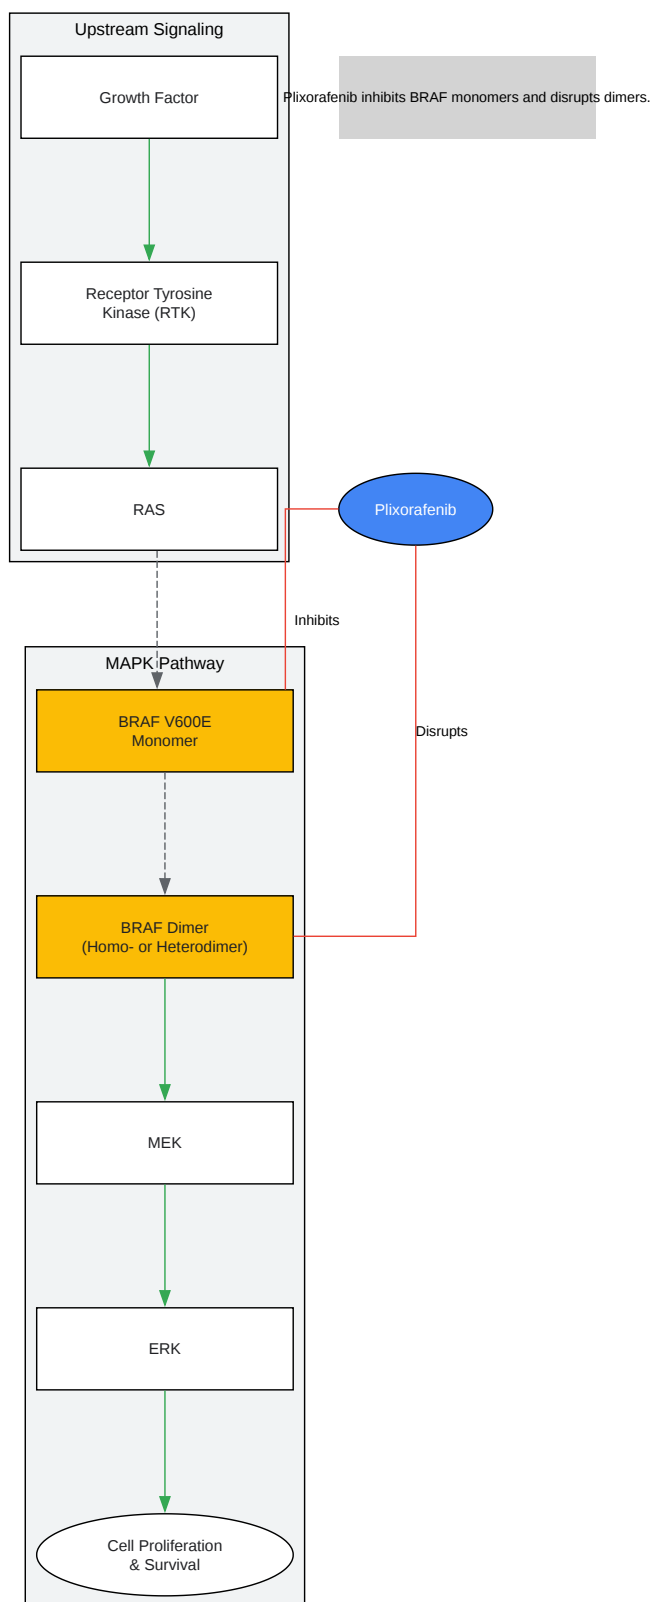 Upstream Signaling
Growth Factor
Plixorafenib inhibits BRAF monomers and disrupts dimers.
Receptor Tyrosine
Kinase (RTK)
RAS
Plixorafenib
Inhibits
MAPK Pathway
BRAF V600E
Monomer
Disrupts
BRAF Dimer
(Homo- or Heterodimer)
MEK
ERK
Cell Proliferation
& Survival